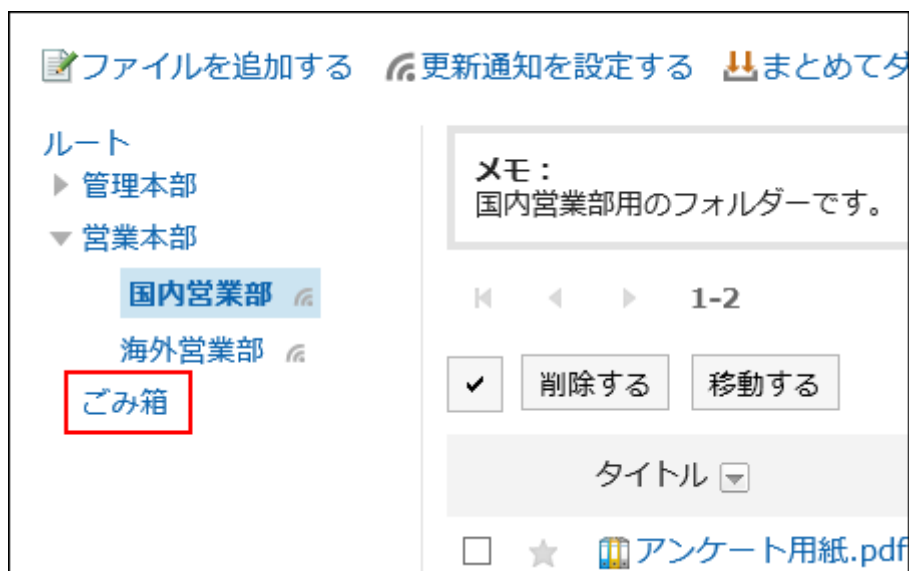 ファイルを追加する 更新通知を設定する まとめてダ
ルート
管理本部
営業本部
国内営業部
海外営業部
ごみ箱
メモ：
国内営業部用のフォルダーです。
1-2
削除する 移動する
タイトル
アンケート用紙.pdf